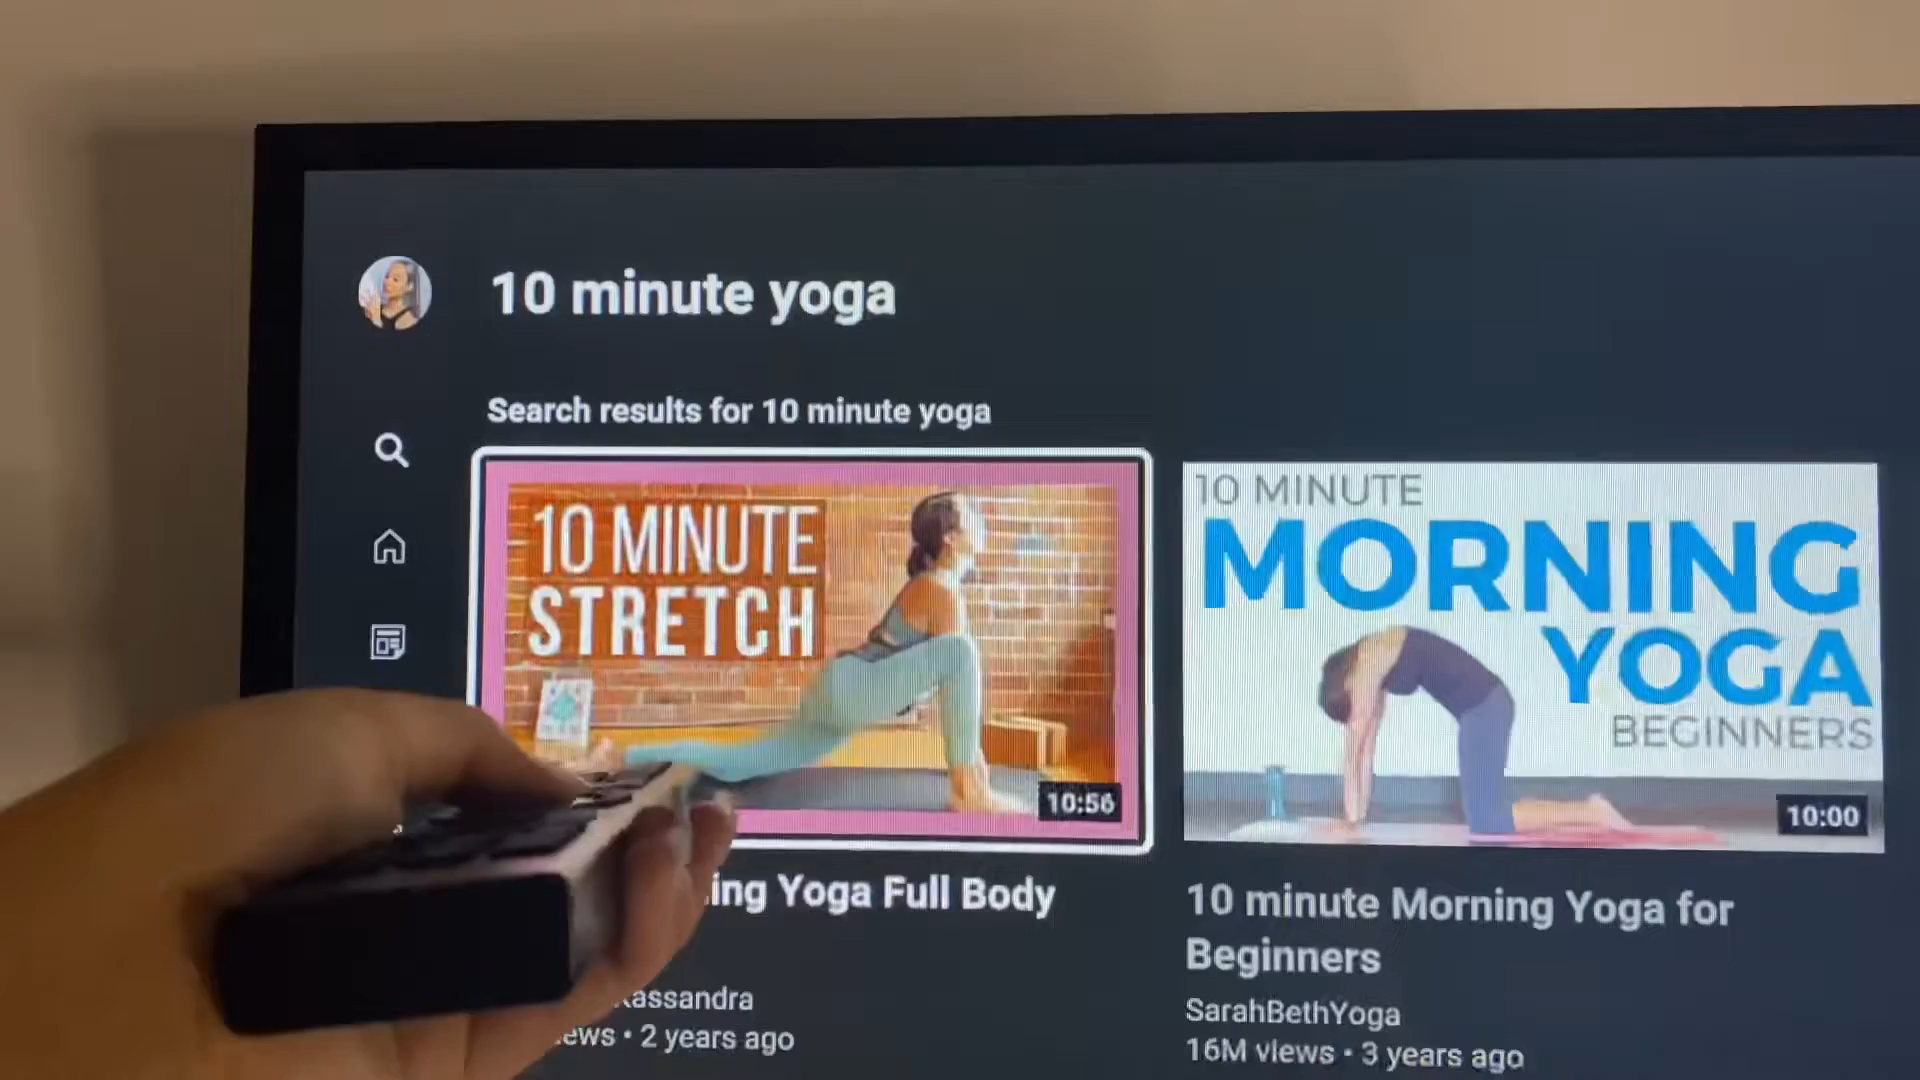 10 minute yoga
Search results for 10 minute yoga
10 MINUTE
STRETCH
10:56
10 MINUTE
MORNING
YOGA
BEGINNERS
10:00
Yoga Full Body
2 years ago
10 minute Morning Yoga for
Beginners
SarahBethYoga
16M views • 3 years ago